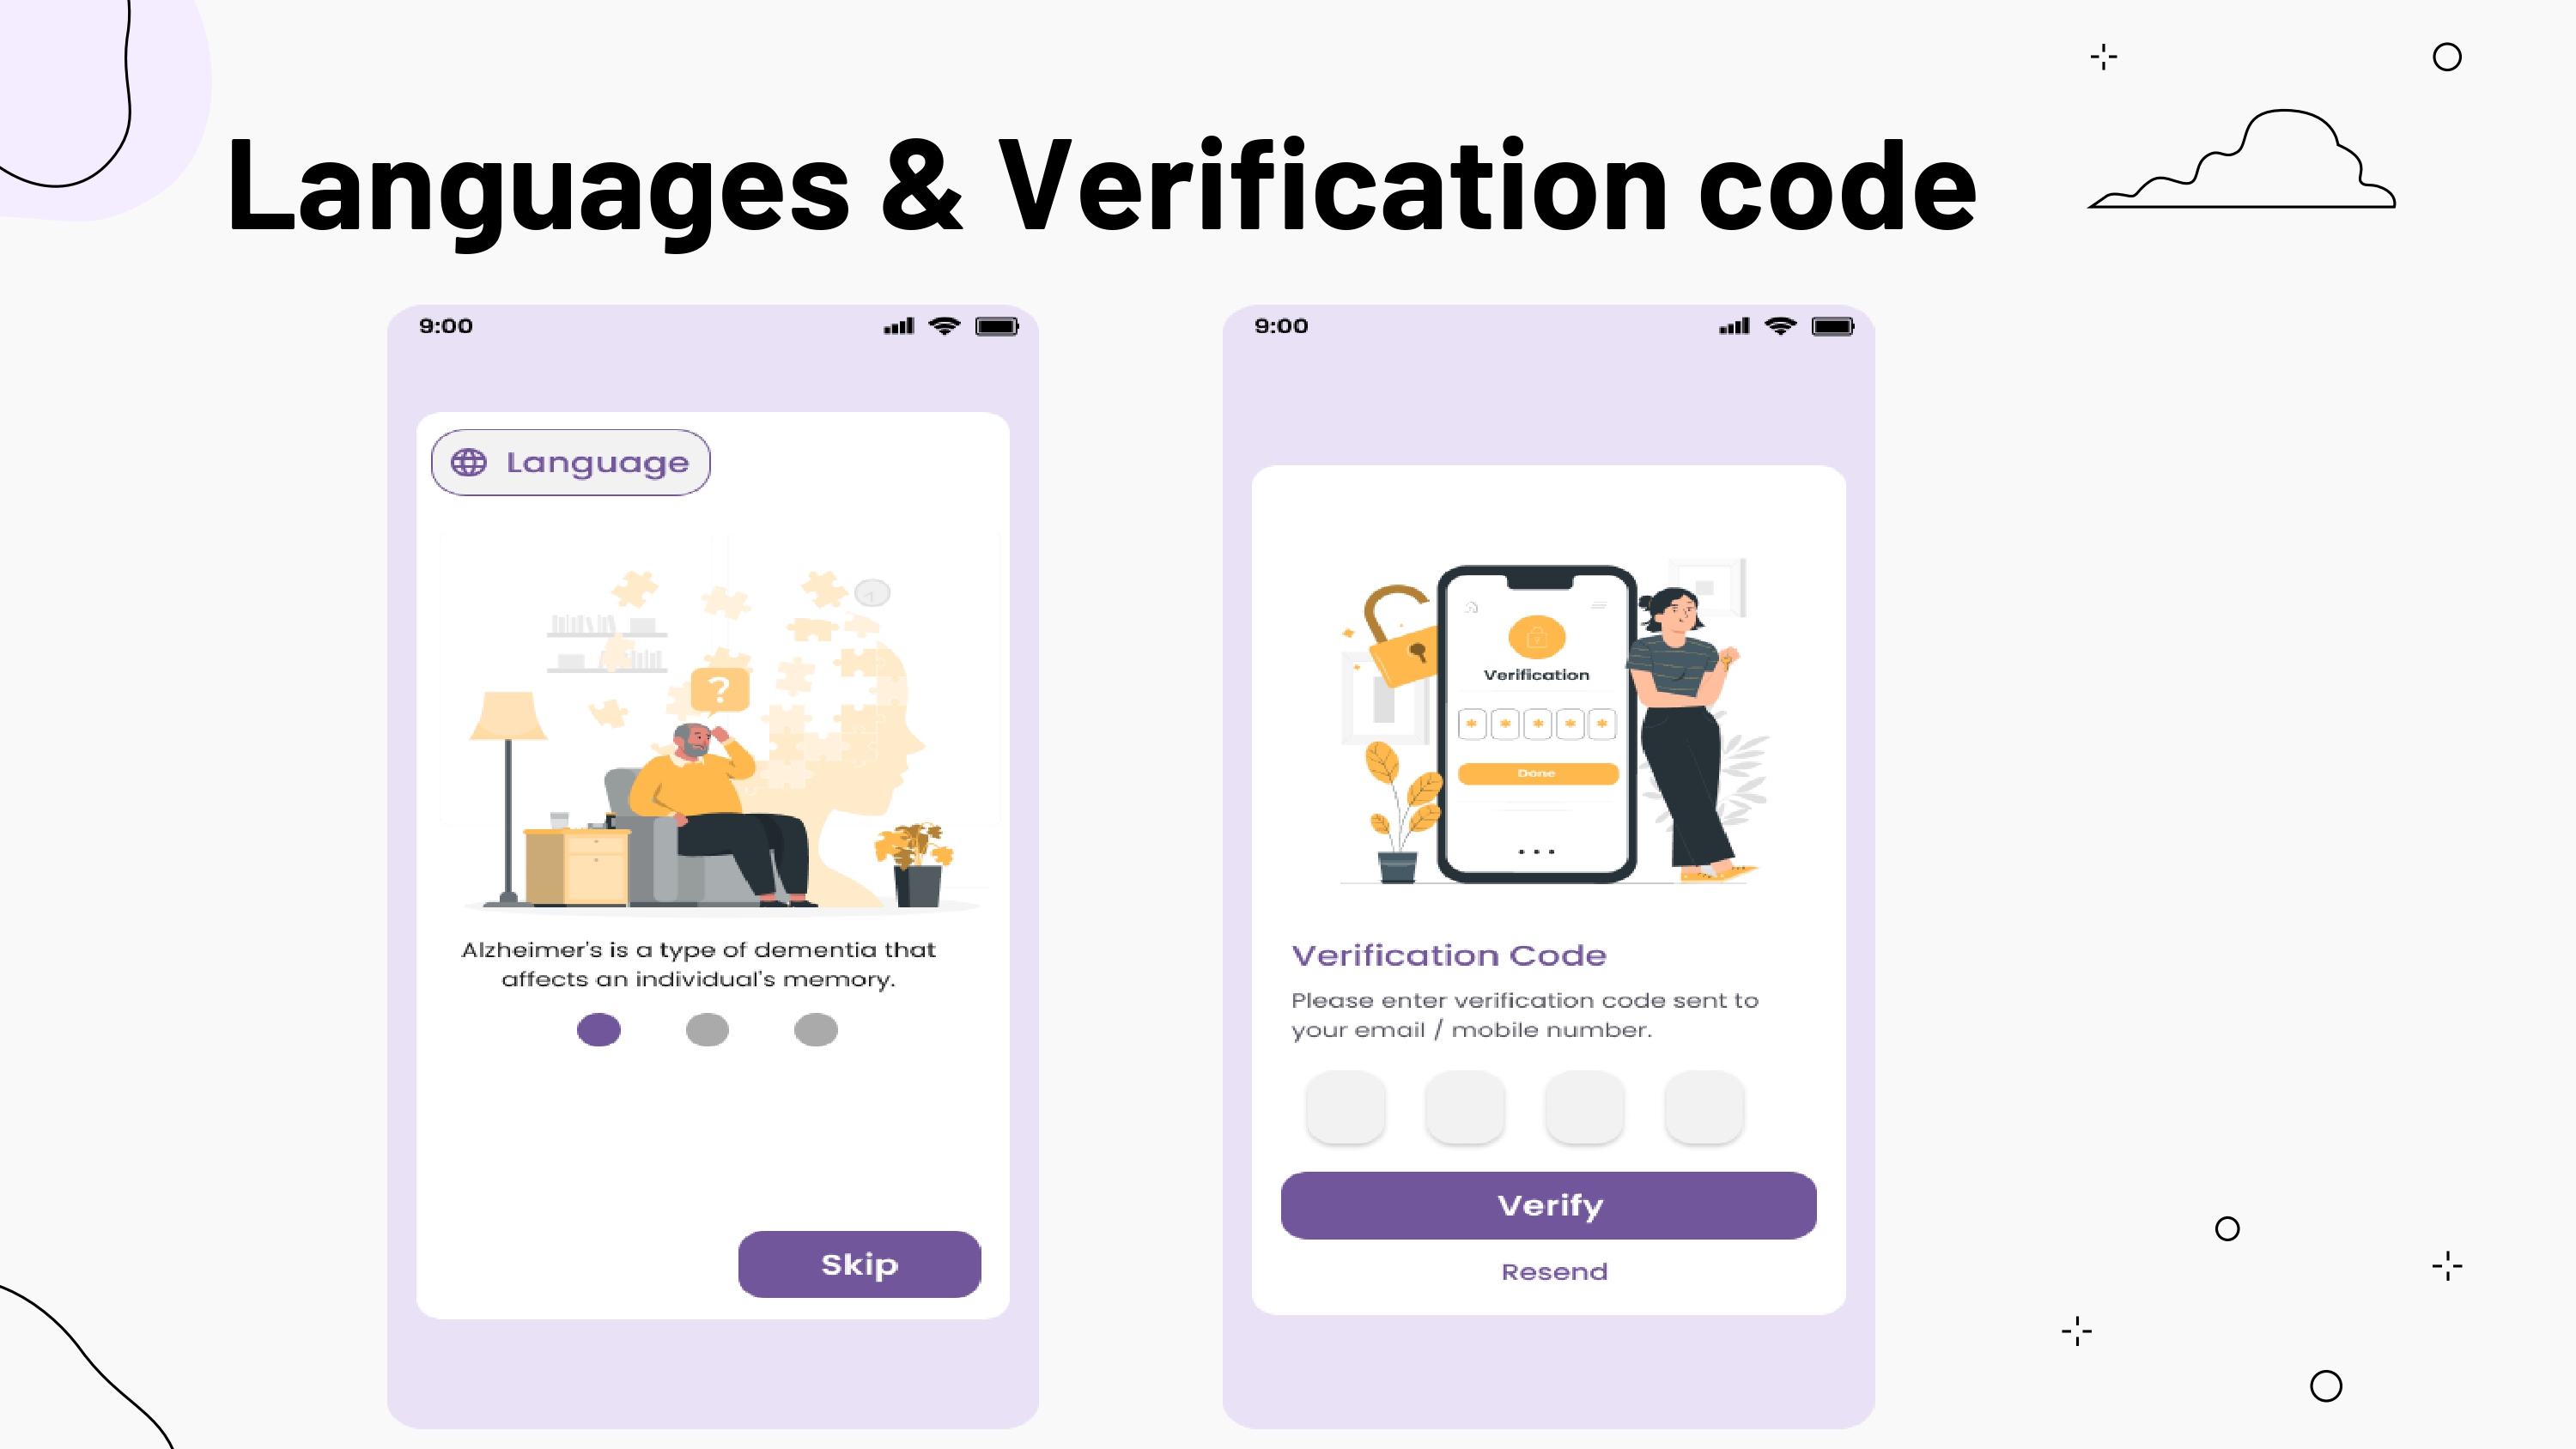 Languages & Verification code
9:00
Language
?
Alzheimer's is a type of dementia that
affects an individual's memory.
Skip
9:00
Verification
* * * * *
Done
Verification Code
Please enter verification code sent to
your email / mobile number.
Verify
Resend